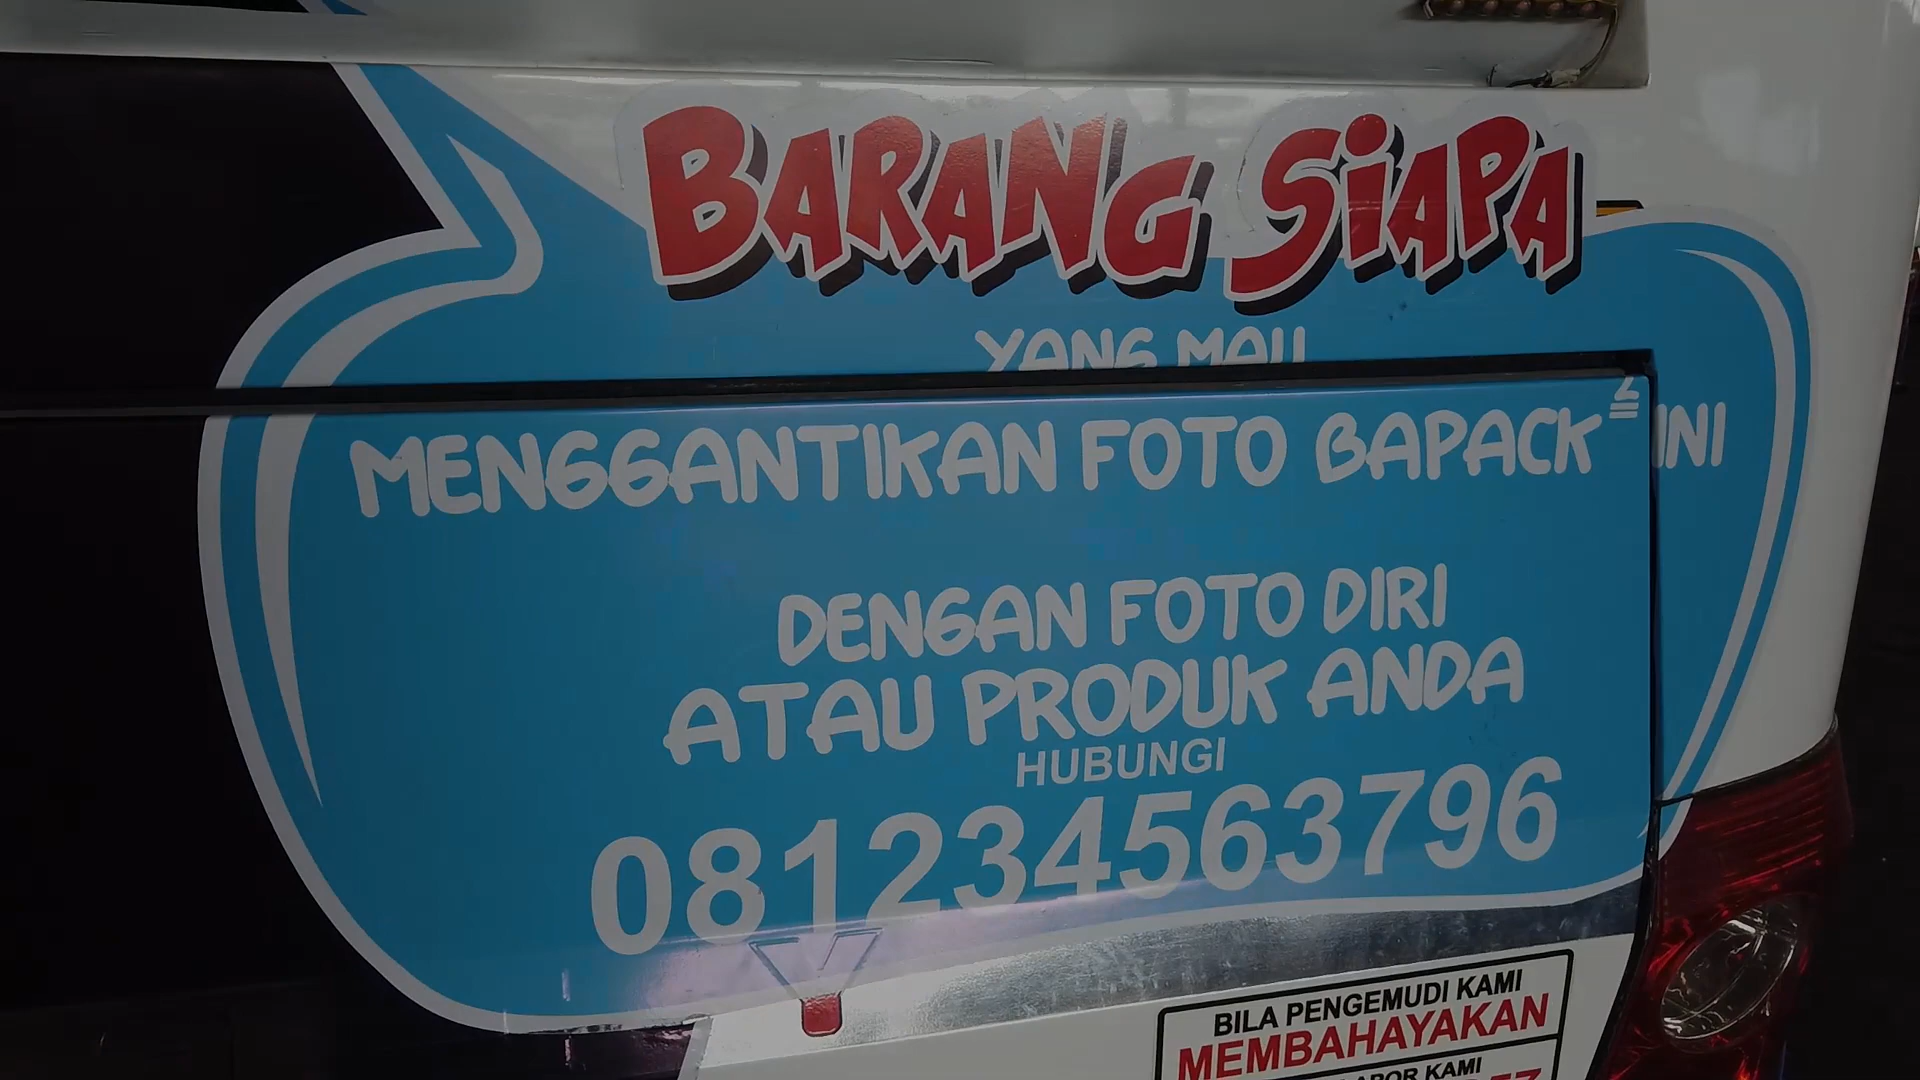 BARANG SIAPA
YANG MAU
MENGGANTIKAN FOTO BAPACK² INI
DENGAN FOTO DIRI
ATAU PRODUK ANDA
HUBUNGI
081234563796
BILA PENGEMUDI KAMI
MEMBAHAYAKAN
KAMI